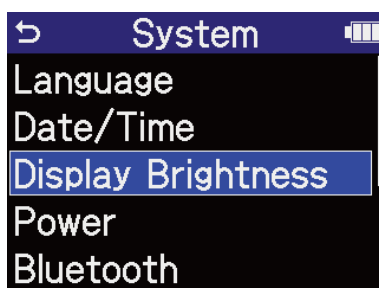 System
Language
Date/Time
Display Brightness
Power
Bluetooth